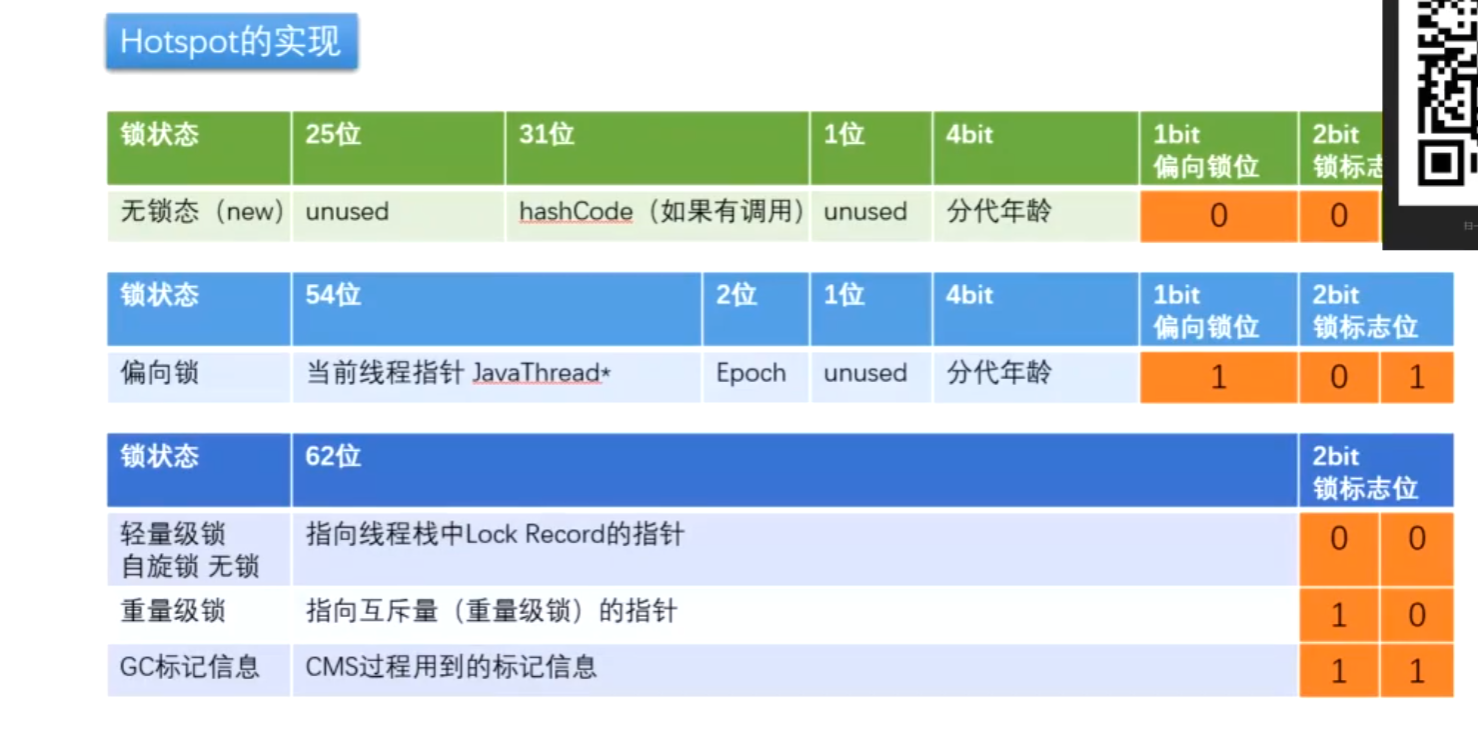 Hotspot的实现
锁状态 25位 31位 1位 4bit 1bit 2bit
偏向锁位 锁标志
无锁态（new） unused hashCode（如果有调用） unused 分代年龄 0 0
锁状态 54位 2位 1位 4bit 1bit 2bit
偏向锁位 锁标志位
偏向锁 当前线程指针 JavaThread* Epoch unused 分代年龄 1 0 1
锁状态 62位 2bit
锁标志位
轻量级锁 指向线程栈中Lock Record的指针 0 0
自旋锁 无锁
重量级锁 指向互斥量（重量级锁）的指针 1 0
GC标记信息 CMS过程用到的标记信息 1 1